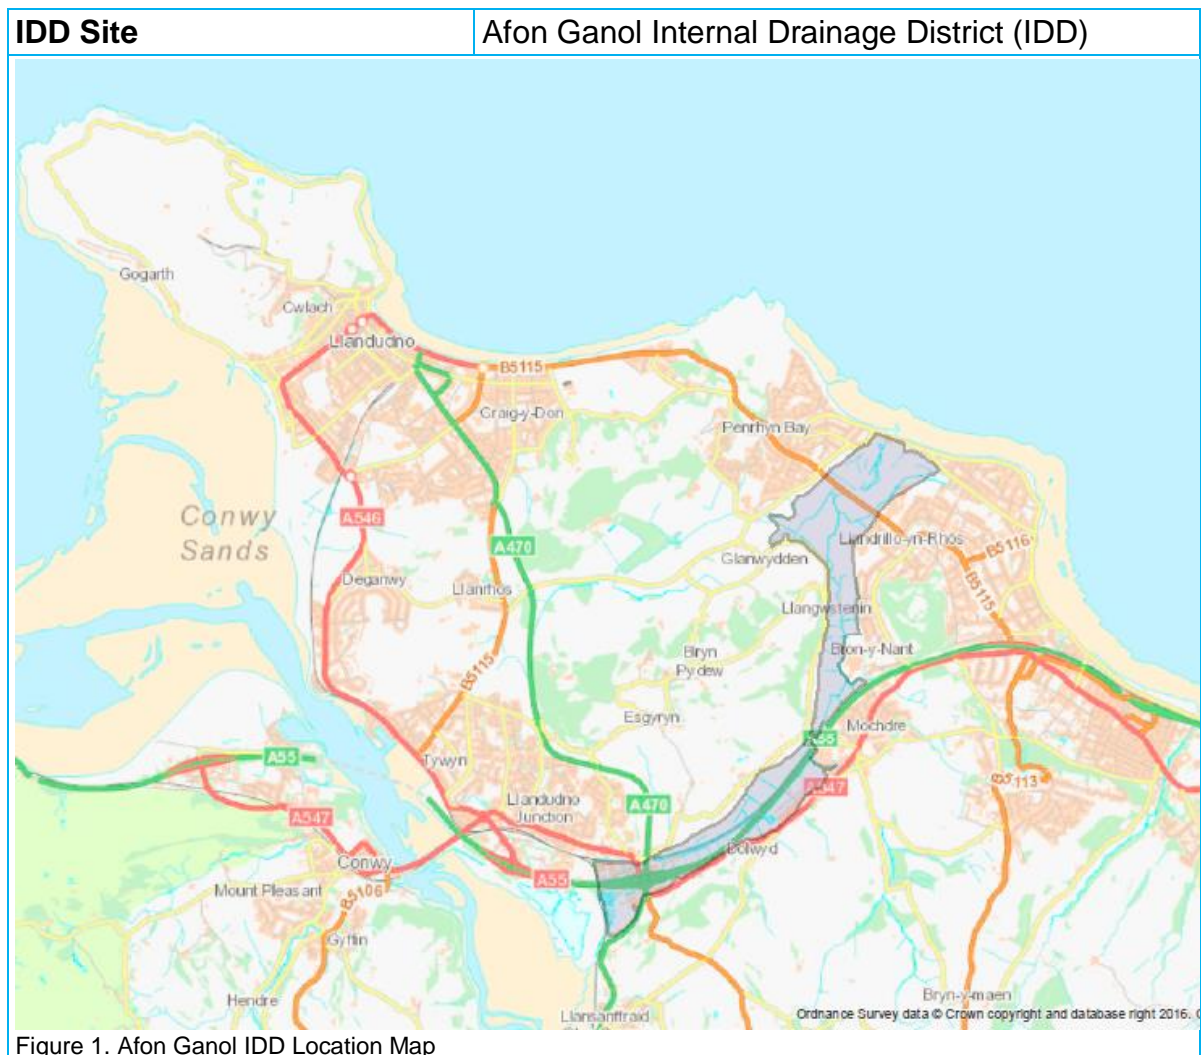 IDD Site
Afon Ganol Internal Drainage District (IDD)
Gogarth
Cwlach
Llandudno
B5115
Craig-y-Don
Penrhyn Bay
Conwy
Sands
A546
A470
Deganwy
Llanrhos
Glanwydden
Llandrillo-yn-Rhos
B5116
B5115
Llangwstenin
Bryn
Pydew
Bron-y-Nant
B5115
Esgyryn
Mochdre
A55
Tywyn
A55
B5113
Llandudno
Junction
A470
A547
A547
Dolwyd
Conwy
A55
Mount Pleasant
B5106
Gyffin
Hendre
Llansanffraid
Bryn-y-maen
Ordnance Survey data © Crown copyright and database right 2016.
Figure 1. Afon Ganol IDD Location Map